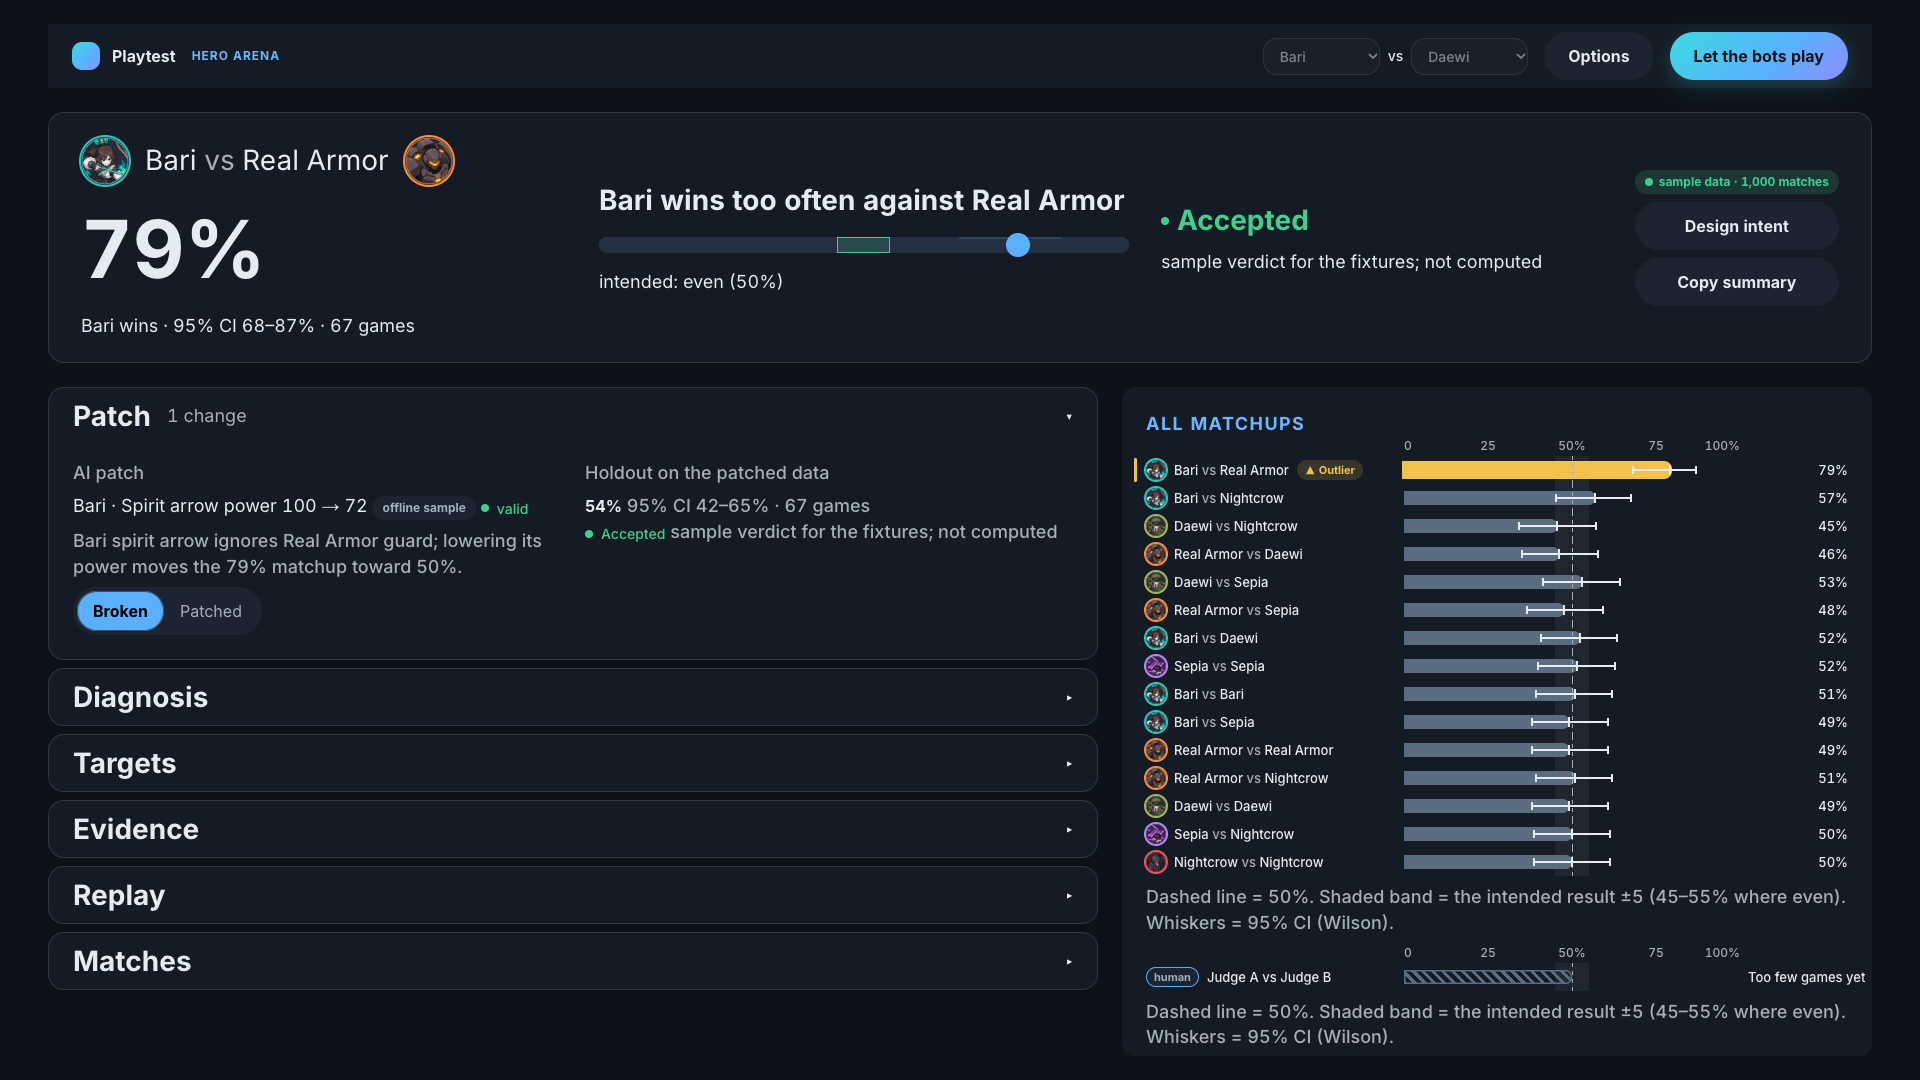 Playtest HERO ARENA
Bari vs Daewi Options Let the bots play
Bari vs Real Armor
79%
Bari wins · 95% CI 68–87% · 67 games
Bari wins too often against Real Armor
intended: even (50%)
• Accepted
sample verdict for the fixtures; not computed
sample data · 1,000 matches
Design intent
Copy summary
Patch 1 change
AI patch
Bari · Spirit arrow power 100 → 72 offline sample valid
Bari spirit arrow ignores Real Armor guard; lowering its
power moves the 79% matchup toward 50%.
Broken Patched
Holdout on the patched data
54% 95% CI 42–65% · 67 games
Accepted sample verdict for the fixtures; not computed
Diagnosis
Targets
Evidence
Replay
Matches
ALL MATCHUPS
0 25 50% 75 100%
Bari vs Real Armor ▲ Outlier 79%
Bari vs Nightcrow 57%
Daewi vs Nightcrow 45%
Real Armor vs Daewi 46%
Daewi vs Sepia 53%
Real Armor vs Sepia 48%
Bari vs Daewi 52%
Sepia vs Sepia 52%
Bari vs Bari 51%
Bari vs Sepia 49%
Real Armor vs Real Armor 49%
Real Armor vs Nightcrow 51%
Daewi vs Daewi 49%
Sepia vs Nightcrow 50%
Nightcrow vs Nightcrow 50%
Dashed line = 50%. Shaded band = the intended result ±5 (45–55% where even).
Whiskers = 95% CI (Wilson).
0 25 50% 75 100%
human Judge A vs Judge B Too few games yet
Dashed line = 50%. Shaded band = the intended result ±5 (45–55% where even).
Whiskers = 95% CI (Wilson).